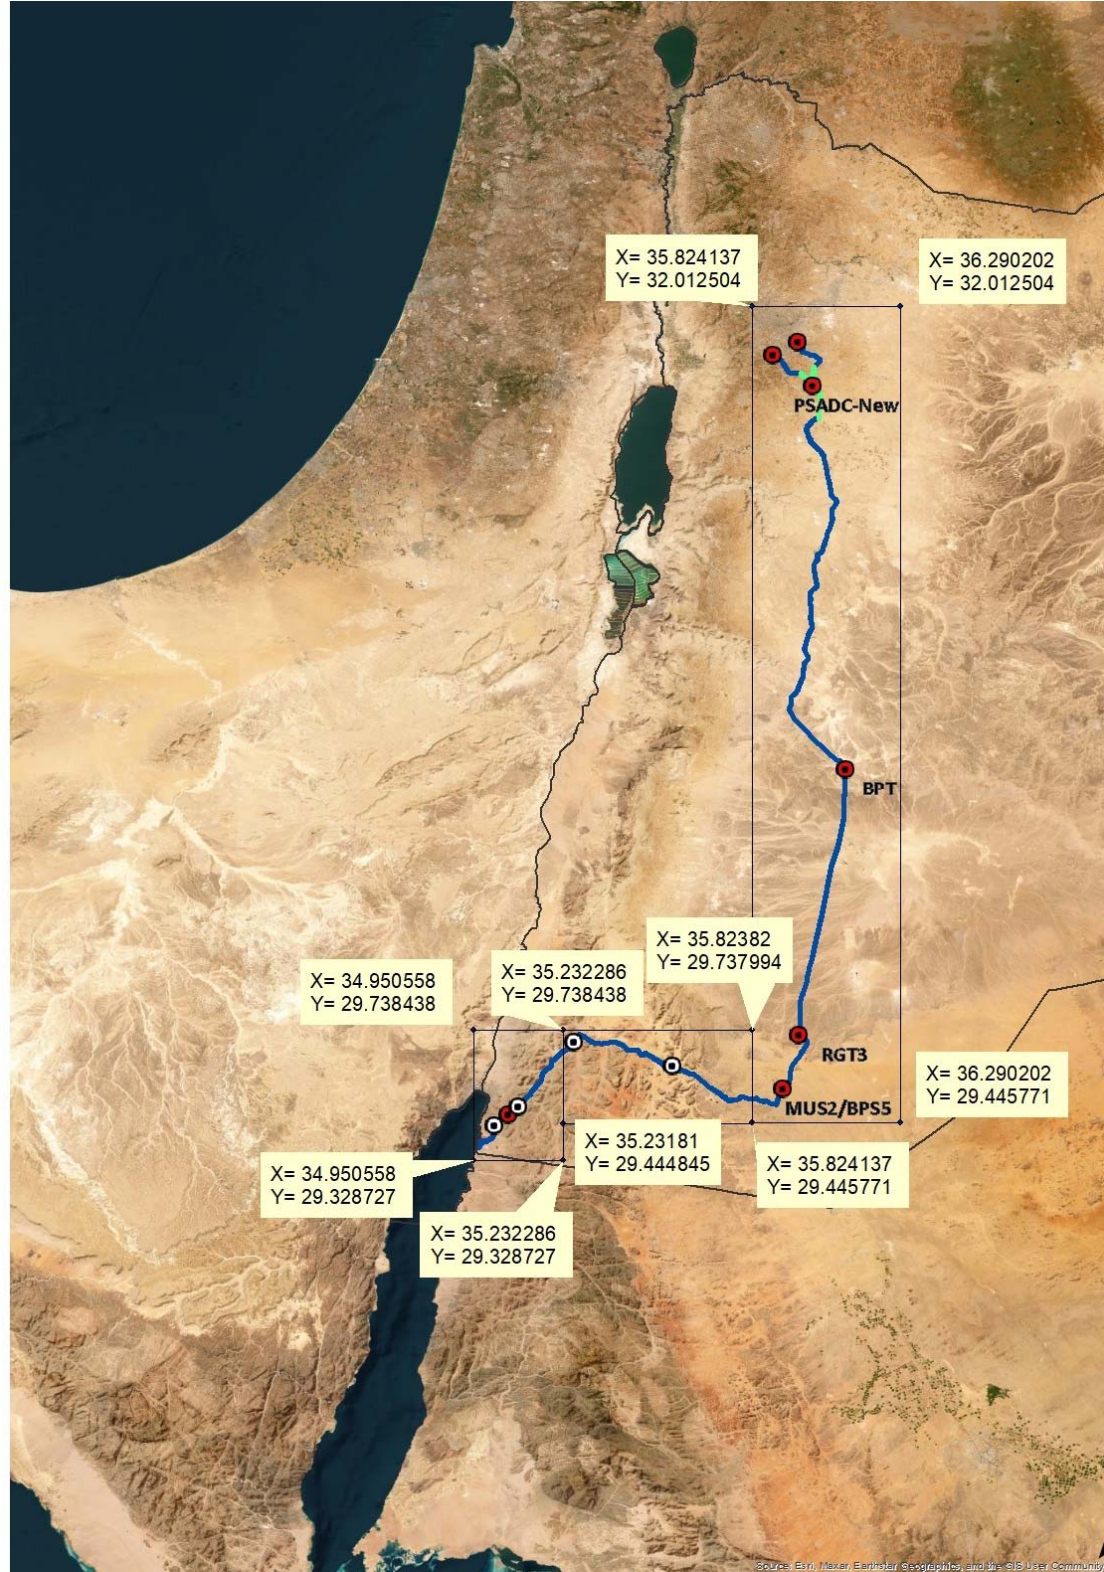 X= 35.824137
Y= 32.012504
X= 36.290202
Y= 32.012504
PSADC-New
BPT
X= 35.82382
Y= 29.737994
X= 35.232286
Y= 29.738438
X= 34.950558
Y= 29.738438
RGT3
MUS2/BPS5
X= 36.290202
Y= 29.445771
X= 35.23181
Y= 29.444845
X= 35.824137
Y= 29.445771
X= 34.950558
Y= 29.328727
X= 35.232286
Y= 29.328727
Source: Esri, Maxar, Earthstar Geographics, and the GIS User Community